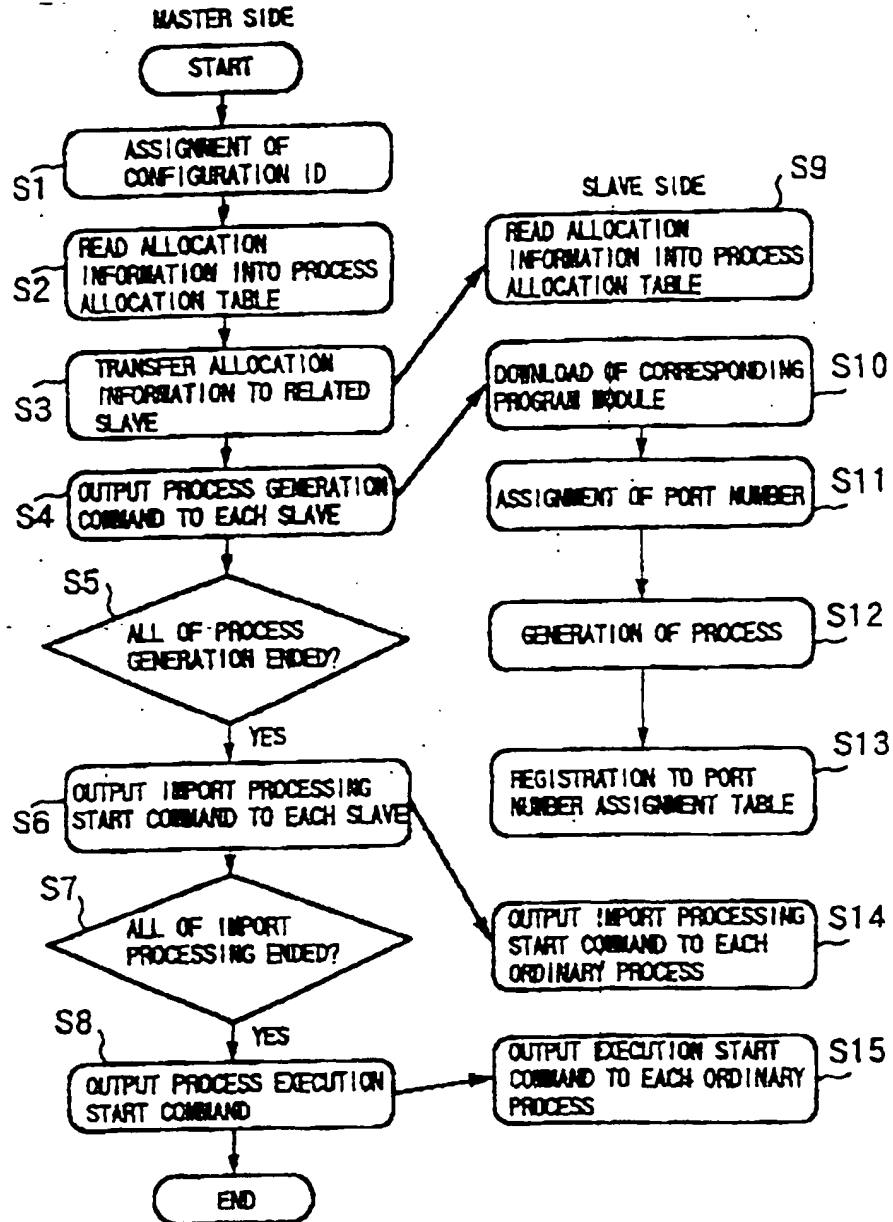 MASTER SIDE
START
S1
ASSIGNMENT OF
CONFIGURATION ID
S2
READ ALLOCATION
INFORMATION INTO PROCESS
ALLOCATION TABLE
S3
TRANSFER ALLOCATION
INFORMATION TO RELATED
SLAVE
S4
OUTPUT PROCESS GENERATION
COMMAND TO EACH SLAVE
S5
ALL OF PROCESS
GENERATION ENDED?
YES
S6
OUTPUT IMPORT PROCESSING
START COMMAND TO EACH SLAVE
S7
ALL OF IMPORT
PROCESSING ENDED?
YES
S8
OUTPUT PROCESS EXECUTION
START COMMAND
END
SLAVE SIDE
S9
READ ALLOCATION
INFORMATION INTO PROCESS
ALLOCATION TABLE
S10
DOWNLOAD OF CORRESPONDING
PROGRAM MODULE
S11
ASSIGNMENT OF PORT NUMBER
S12
GENERATION OF PROCESS
S13
REGISTRATION TO PORT
NUMBER ASSIGNMENT TABLE
S14
OUTPUT IMPORT PROCESSING
START COMMAND TO EACH
ORDINARY PROCESS
S15
OUTPUT EXECUTION START
COMMAND TO EACH ORDINARY
PROCESS